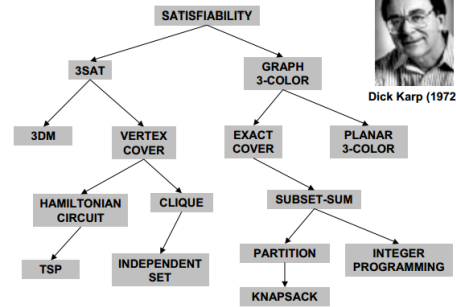 SATISFIABILITY
3SAT
GRAPH
3-COLOR
Dick Karp (1972
3DM
VERTEX
COVER
EXACT
COVER
PLANAR
3-COLOR
HAMILTONIAN
CIRCUIT
CLIQUE
SUBSET-SUM
TSP
INDEPENDENT
SET
PARTITION
INTEGER
PROGRAMMING
KNAPSACK